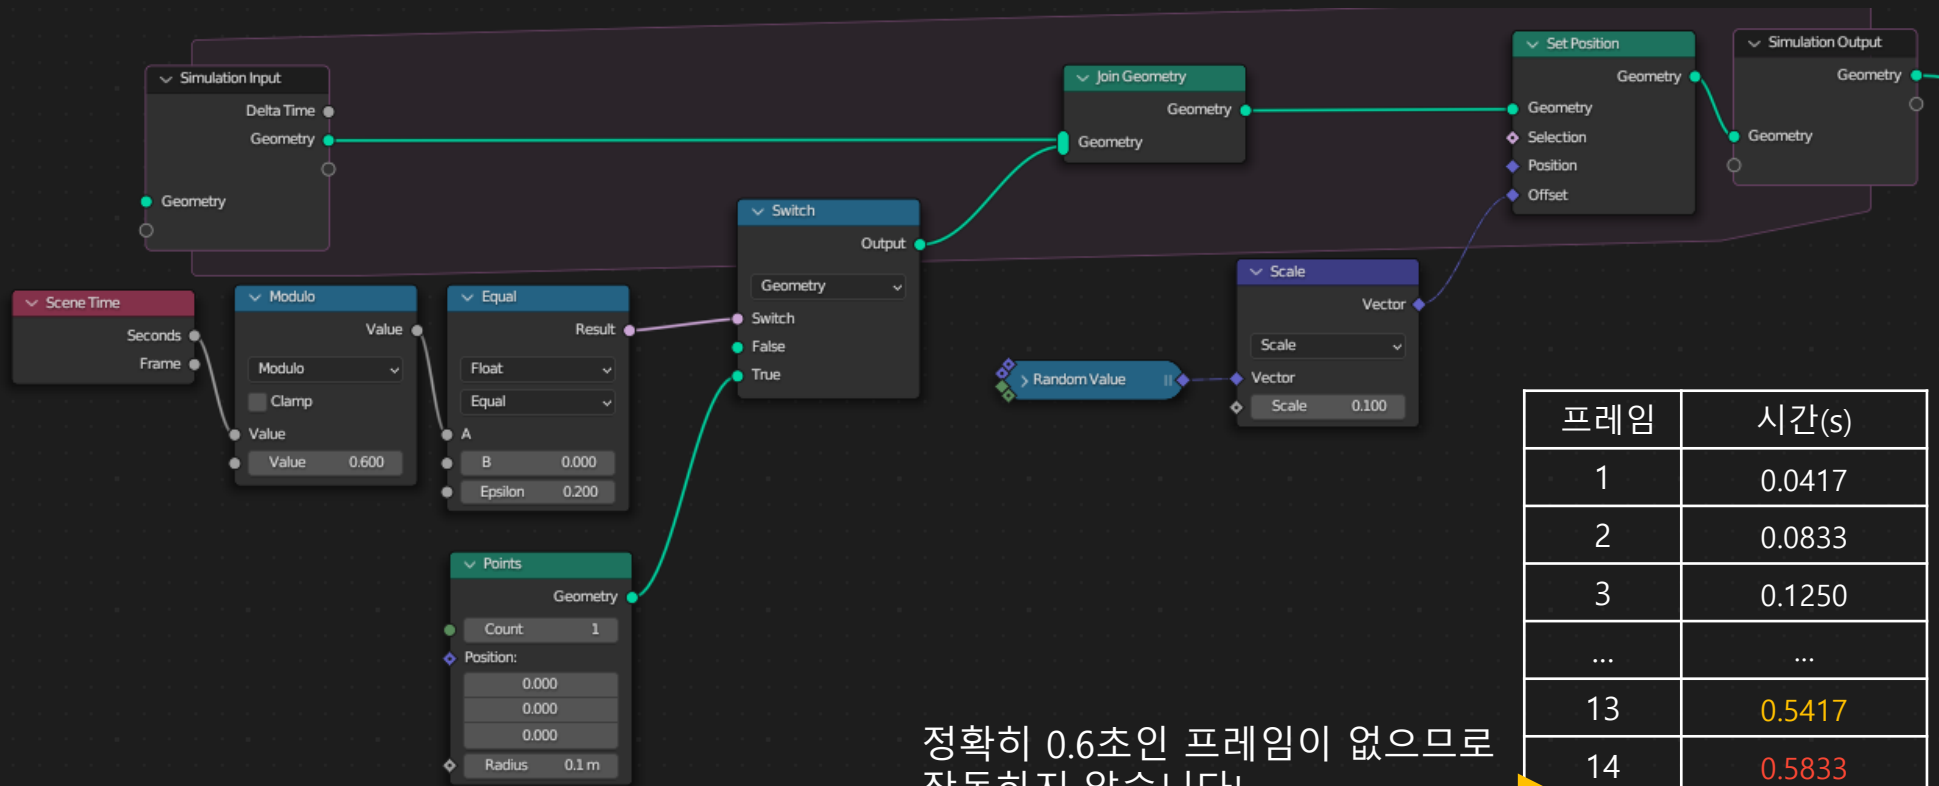 Simulation Input
Delta Time
Geometry
Geometry
Join Geometry
Geometry
Geometry
Set Position
Geometry
Geometry
Selection
Position
Offset
Simulation Output
Geometry
Geometry
Scene Time
Seconds
Frame
Modulo
Value
Modulo
Clamp
Value
Value 0.600
Equal
Result
Float
Equal
A
B 0.000
Epsilon 0.200
Switch
Output
Geometry
Switch
False
True
Points
Geometry
Count 1
Position:
0.000
0.000
0.000
Radius 0.1 m
Random Value
Scale
Vector
Scale
Vector
Scale 0.100
프레임 시간(s)
1 0.0417
2 0.0833
3 0.1250
... ...
13 0.5417
14 0.5833
정확히 0.6초인 프레임이 없으므로